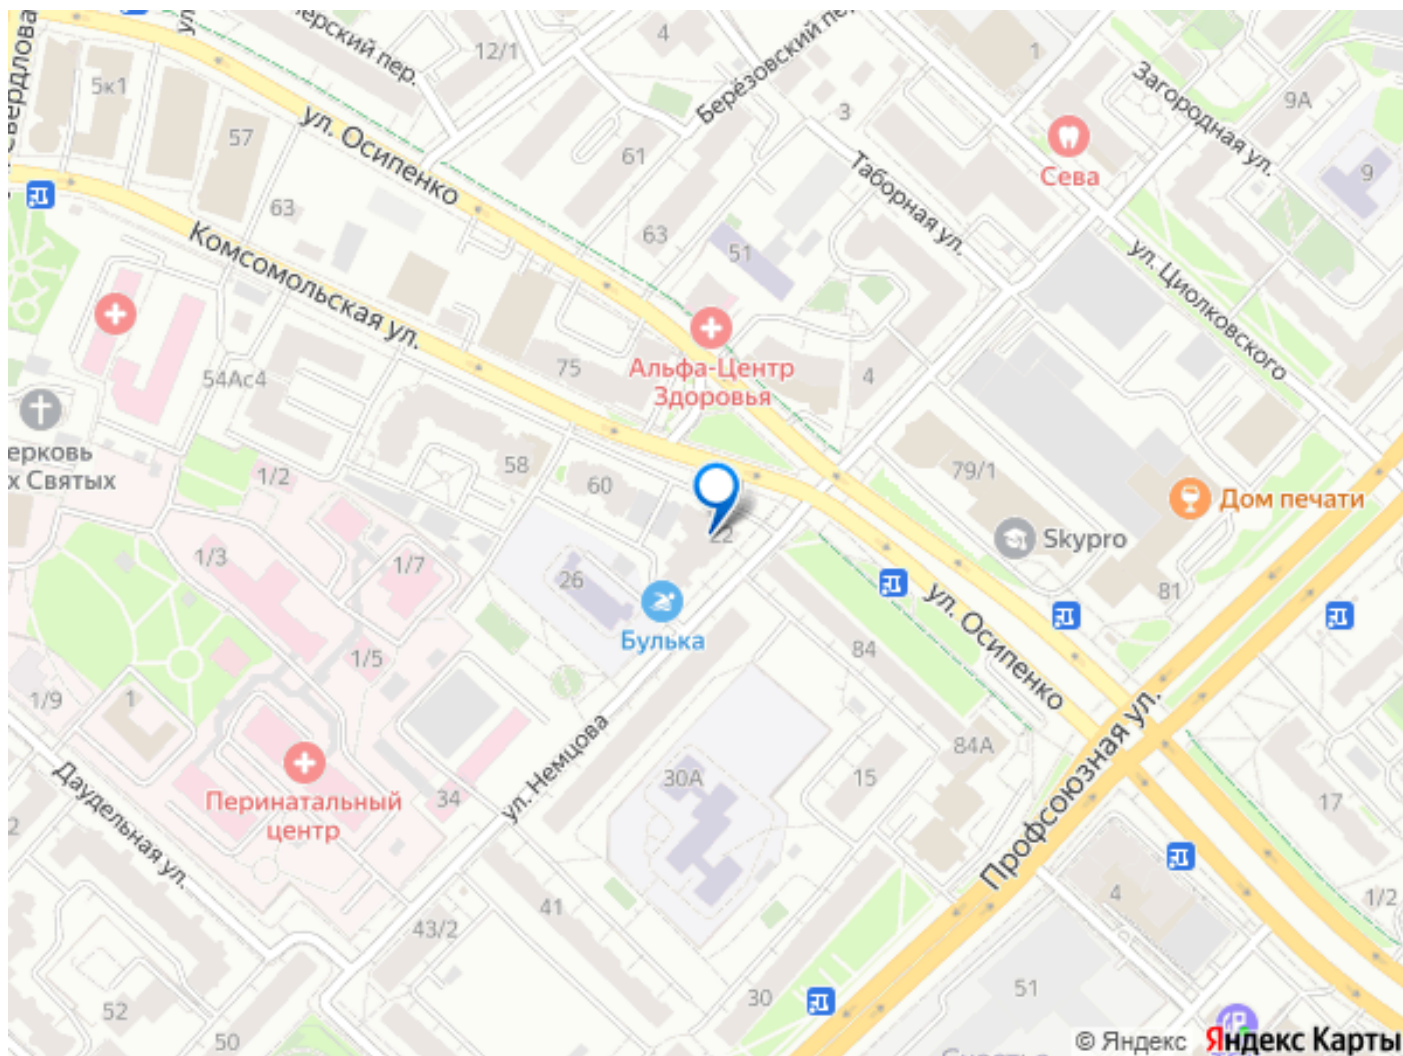 ерский пер.
12/1
4
Берёзовский пер
1
Загородная ул.
9А
5к1
ул. Осипенко
57
61
3
Таборная ул.
Сева
9
63
63
51
ул. Циолковского
Комсомольская ул.
54Ас4
75
Альфа-Центр
Здоровья
4
ерковь
х Святых
1/2
58
60
22
79/1
Дом печати
Skypro
1/3
1/7
26
Булька
81
ул. Осипенко
84
1/5
1/9
1
84А
Профсоюзная ул.
30А
15
ул. Немцова
34
Перинатальный
центр
Даудельная ул.
17
4
1/2
43/2
41
52
50
30
51
© Яндекс
Яндекс Карты